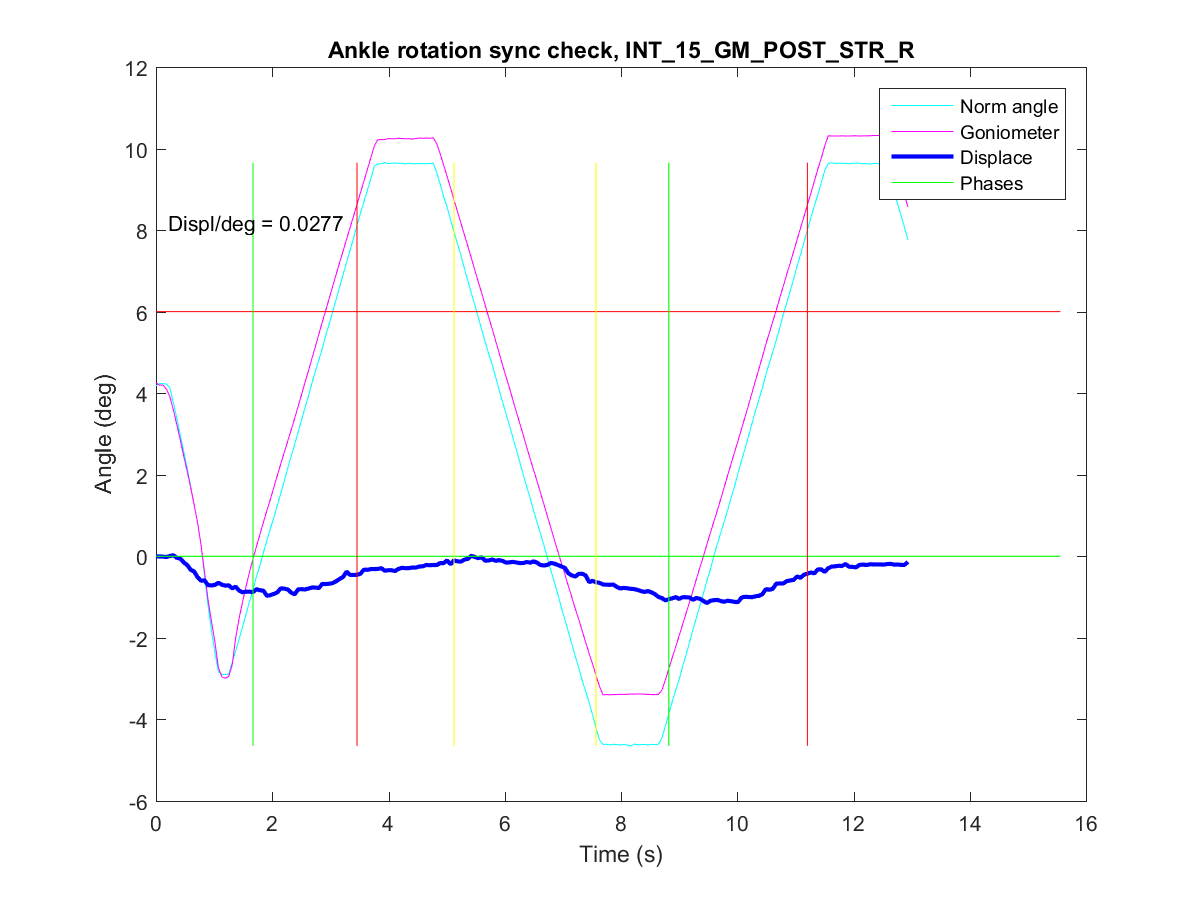 Ankle rotation sync check, INT_15_GM_POST_STR_R
12
10
8
6
4
2
0
-2
-4
-6
Angle (deg)
Displ/deg = 0.0277
Norm angle
Goniometer
Displace
Phases
0 2 4 6 8 10 12 14 16
Time (s)